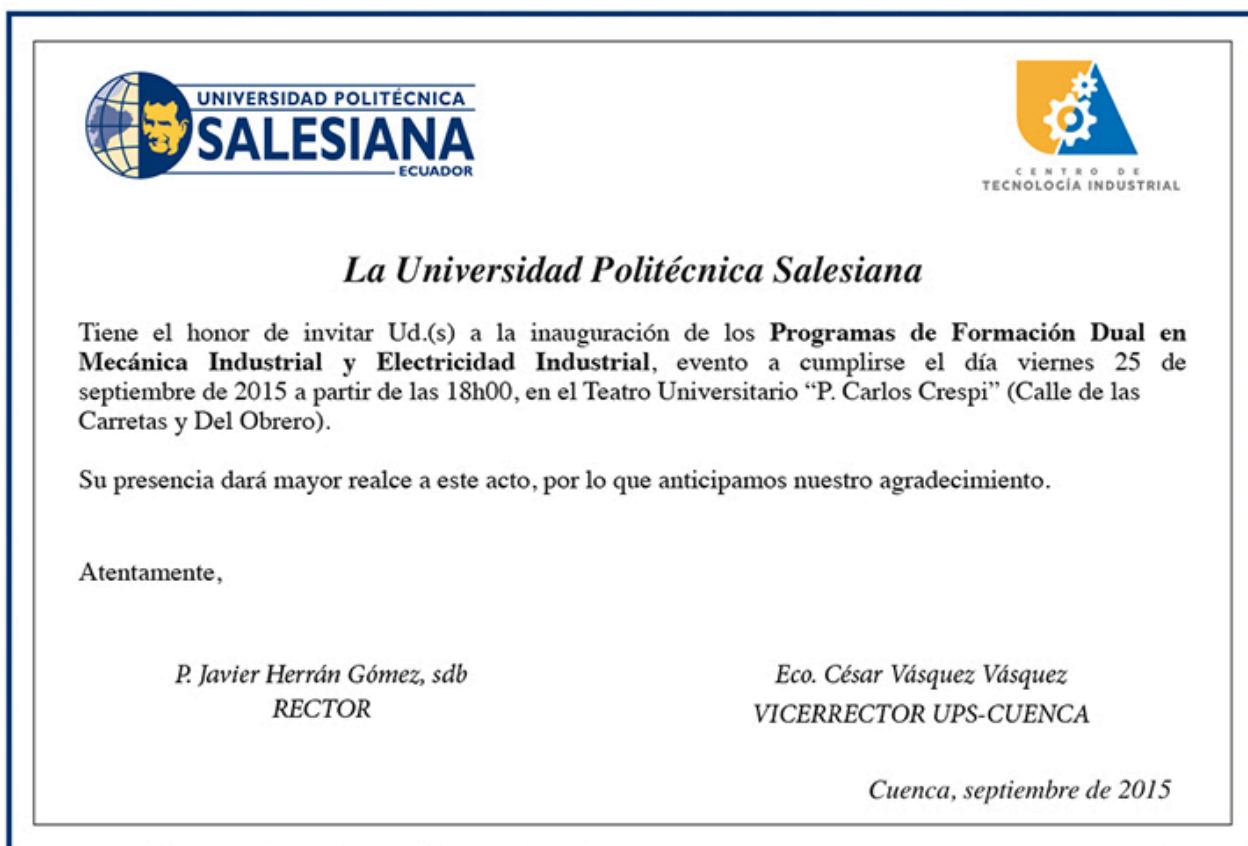 UNIVERSIDAD POLITÉCNICA
SALESIANA
ECUADOR
CENTRO DE
TECNOLOGÍA INDUSTRIAL
La Universidad Politécnica Salesiana
Tiene el honor de invitar Ud.(s) a la inauguración de los Programas de Formación Dual en
Mecánica Industrial y Electricidad Industrial, evento a cumplirse el día viernes 25 de
septiembre de 2015 a partir de las 18h00, en el Teatro Universitario “P. Carlos Crespi” (Calle de las
Carretas y Del Obrero).
Su presencia dará mayor realce a este acto, por lo que anticipamos nuestro agradecimiento.
Atentamente,
P. Javier Herrán Gómez, sdb
RECTOR
Eco. César Vásquez Vásquez
VICERRECTOR UPS-CUENCA
Cuenca, septiembre de 2015